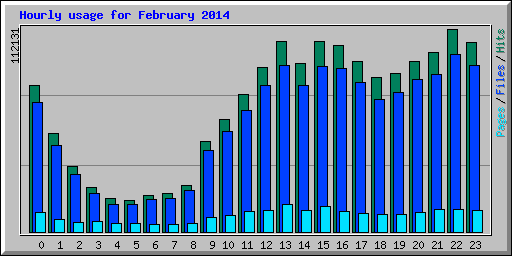 Hourly usage for February 2014
112131
Pages/Files/Hits
0 1 2 3 4 5 6 7 8 9 10 11 12 13 14 15 16 17 18 19 20 21 22 23